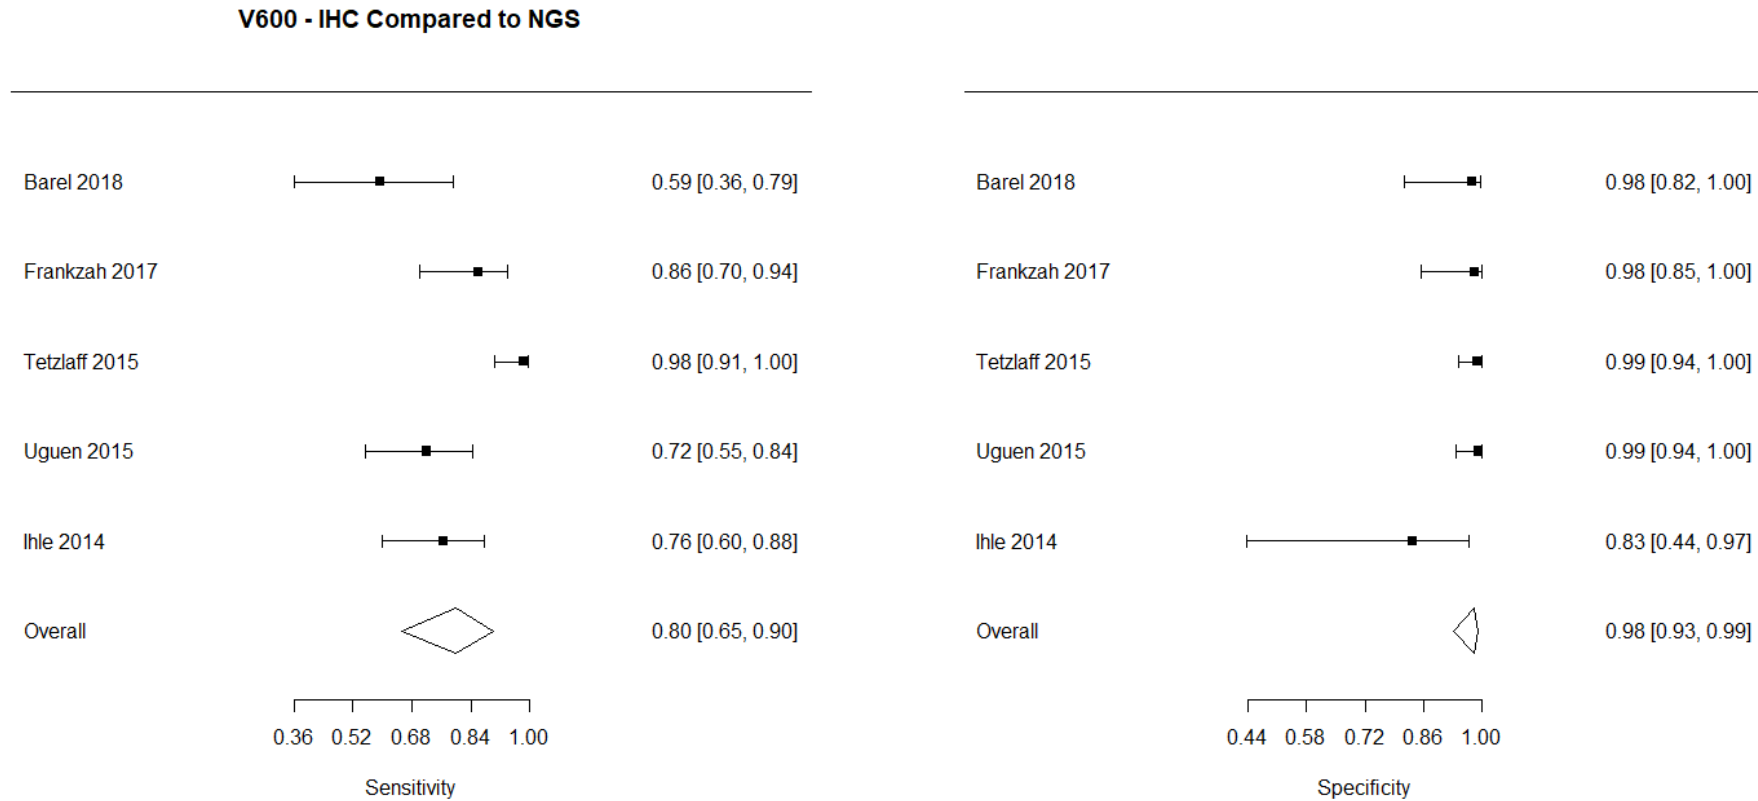 V600 - IHC Compared to NGS
Barel 2018 0.59 [0.36, 0.79] Barel 2018 0.98 [0.82, 1.00]
Frankzah 2017 0.86 [0.70, 0.94] Frankzah 2017 0.98 [0.85, 1.00]
Tetzlaff 2015 0.98 [0.91, 1.00] Tetzlaff 2015 0.99 [0.94, 1.00]
Uguen 2015 0.72 [0.55, 0.84] Uguen 2015 0.99 [0.94, 1.00]
Ihle 2014 0.76 [0.60, 0.88] Ihle 2014 0.83 [0.44, 0.97]
Overall 0.80 [0.65, 0.90] Overall 0.98 [0.93, 0.99]
0.36 0.52 0.68 0.84 1.00 0.44 0.58 0.72 0.86 1.00
Sensitivity Specificity